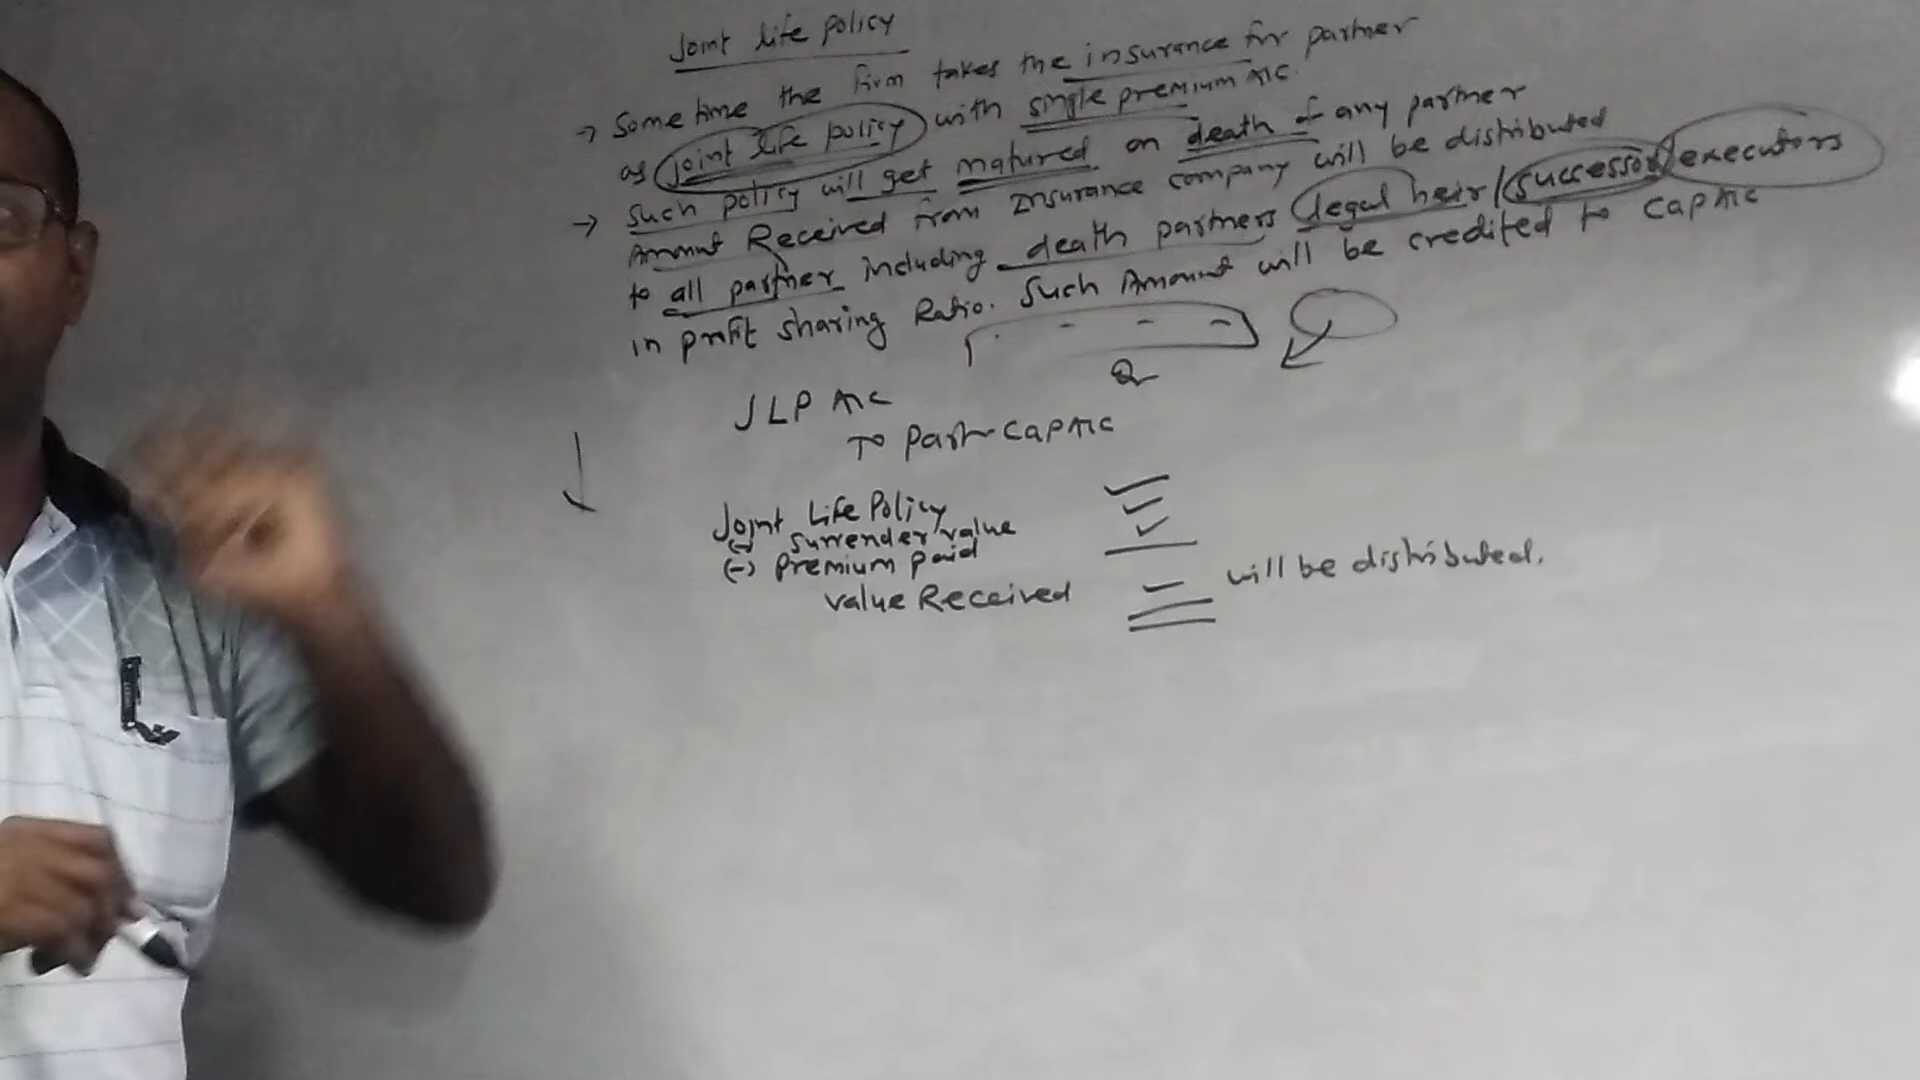 Joint life policy
→ Sometime the firm takes the insurance for partner
as joint life policy with single premium A/C.
→ Such policy will get matured on death of any partner
Amount Received from Insurance company will be distributed
to all partner including death partners legal heir/successor/executors
in profit sharing Ratio. Such Amount will be credited to Cap A/C
JLP A/C
To Part Cap A/C
Joint Life Policy
(-) Surrender value
(-) Premium Paid
Value Received will be distributed.